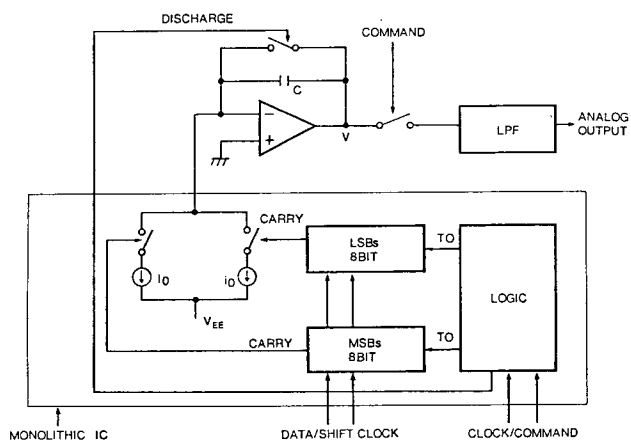 DISCHARGE
COMMAND
C
−
+
V
LPF
ANALOG
OUTPUT
CARRY
LSBs
8BIT
TO
LOGIC
I0
i0
VEE
CARRY
MSBs
8BIT
TO
MONOLITHIC IC
DATA/SHIFT CLOCK
CLOCK/COMMAND